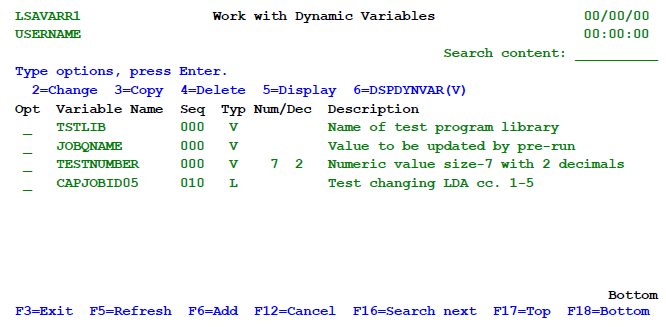 LSAVARR1 Work with Dynamic Variables 00/00/00
USERNAME 00:00:00
Search content: __________
Type options, press Enter.
2=Change 3=Copy 4=Delete 5=Display 6=DSPDYNVAR(V)
Opt Variable Name Seq Typ Num/Dec Description
_ TSTLIB 000 V Name of test program library
_ JOBQNAME 000 V Value to be updated by pre-run
_ TESTNUMBER 000 V 7 2 Numeric value size-7 with 2 decimals
_ CAPJOBID05 010 L Test changing LDA cc. 1-5
Bottom
F3=Exit F5=Refresh F6=Add F12=Cancel F16=Search next F17=Top F18=Bottom